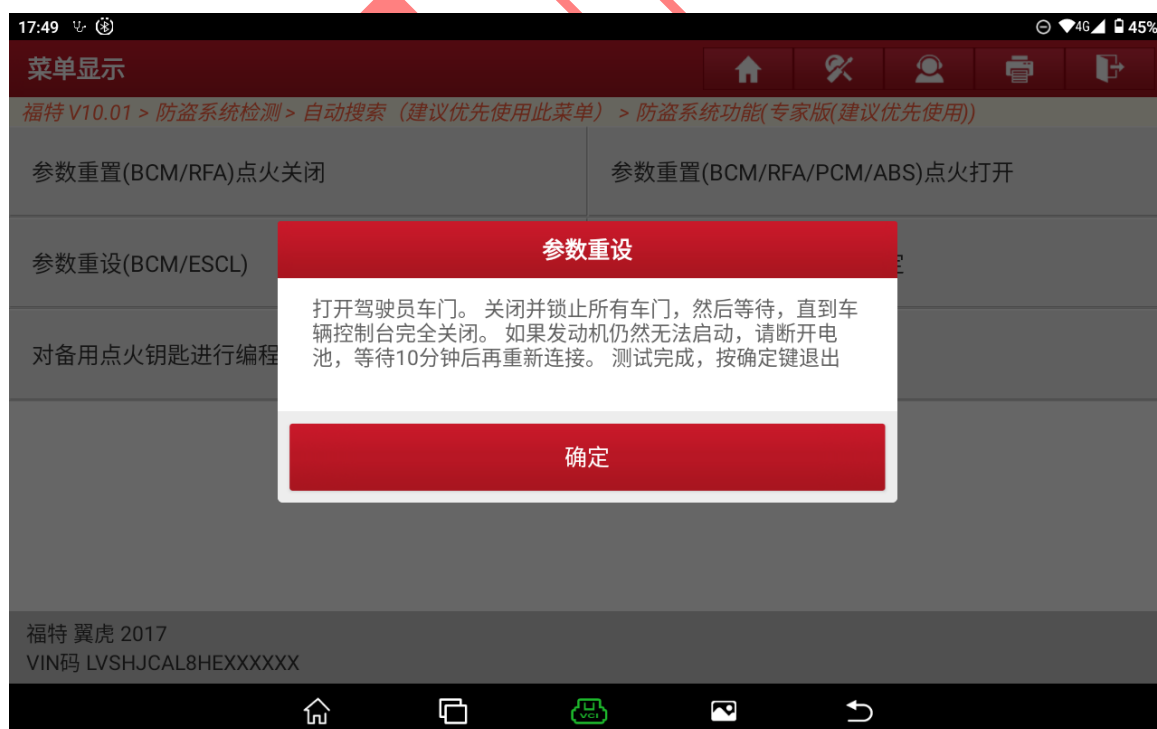 17:49
4G 45%
菜单显示
福特 V10.01 > 防盗系统检测 > 自动搜索（建议优先使用此菜单） > 防盗系统功能(专家版(建议优先使用))
参数重置(BCM/RFA)点火关闭
参数重置(BCM/RFA/PCM/ABS)点火打开
参数重设(BCM/ESCL)
对备用点火钥匙进行编程
参数重设
打开驾驶员车门。 关闭并锁止所有车门，然后等待，直到车
辆控制台完全关闭。 如果发动机仍然无法启动，请断开电
池，等待10分钟后再重新连接。 测试完成，按确定键退出
确定
福特 翼虎 2017
VIN码 LVSHJCAL8HEXXXXXX
VCI